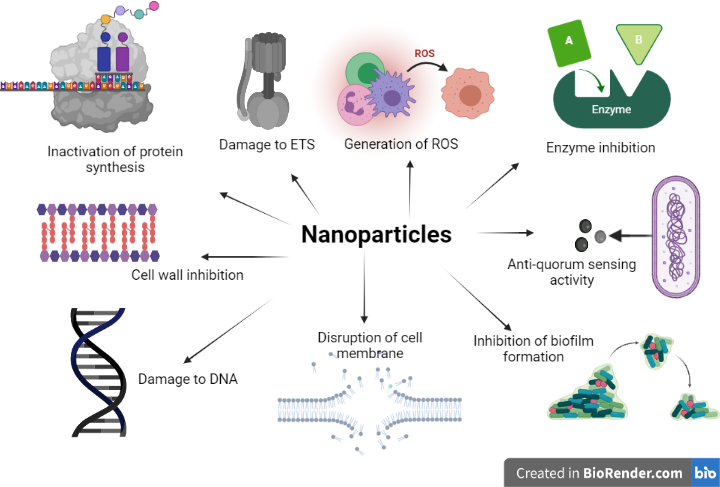 ROS
A
B
Enzyme
Inactivation of protein
synthesis
Damage to ETS
Generation of ROS
Enzyme inhibition
Nanoparticles
Cell wall inhibition
Anti-quorum sensing
activity
Damage to DNA
Disruption of cell
membrane
Inhibition of biofilm
formation
Created in BioRender.com bio